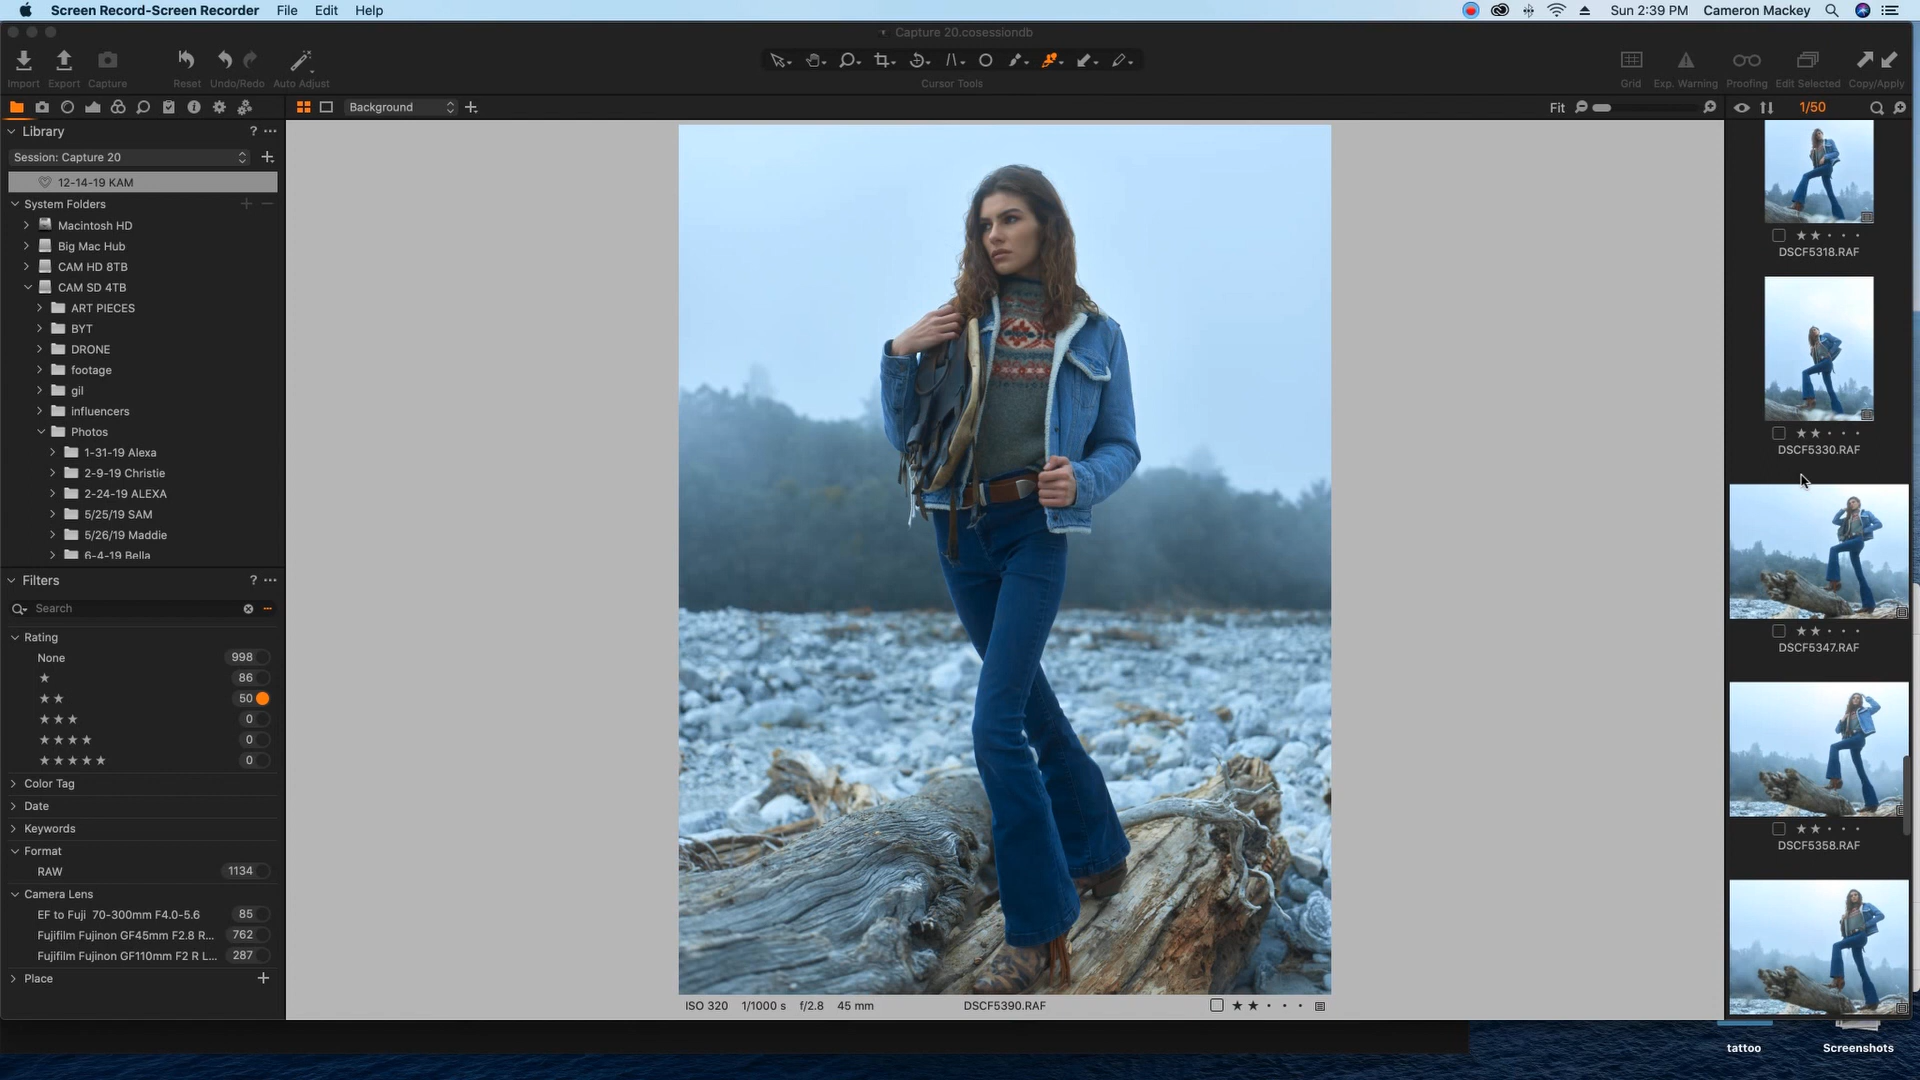 Screen Record-Screen Recorder File Edit Help
Sun 2:39 PM Cameron Mackey
Capture 20.cosessiondb
Import Export Capture Reset Undo/Redo Auto Adjust Cursor Tools Grid Exp. Warning Proofing Edit Selected Copy/Apply
Background
Fit
1/50
Library ? ...
Session: Capture 20
12-14-19 KAM
System Folders
Macintosh HD
Big Mac Hub
CAM HD 8TB
CAM SD 4TB
ART PIECES
BYT
DRONE
footage
gil
influencers
Photos
1-31-19 Alexa
2-9-19 Christie
2-24-19 ALEXA
5/25/19 SAM
5/26/19 Maddie
6-4-19 Bella
Filters ? ...
Search
Rating
None 998
★ 86
★★ 50
★★★ 0
★★★★ 0
★★★★★ 0
Color Tag
Date
Keywords
Format
RAW 1134
Camera Lens
EF to Fuji 70-300mm F4.0-5.6 85
Fujifilm Fujinon GF45mm F2.8 R... 762
Fujifilm Fujinon GF110mm F2 R L... 287
Place
ISO 320 1/1000 s f/2.8 45 mm DSCF5390.RAF
DSCF5318.RAF
DSCF5330.RAF
DSCF5347.RAF
DSCF5358.RAF
tattoo
Screenshots